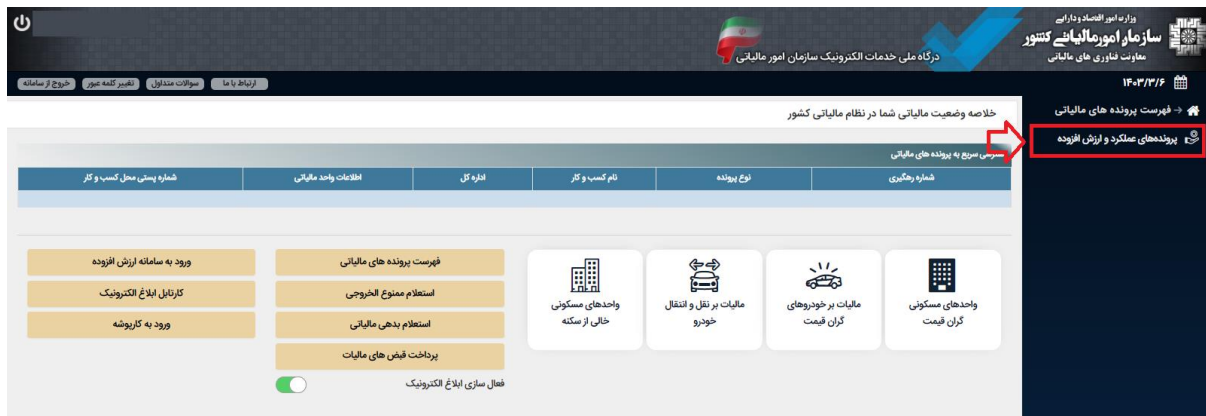 وزارت امور اقتصاد و دارایی
سازمان امور مالیاتی کشور
معاونت فناوری های مالیاتی
درگاه ملی خدمات الکترونیک سازمان امور مالیاتی
۱۴۰۳/۳/۶
ارتباط با ما
سوالات متداول
تغییر کلمه عبور
خروج از سامانه
فهرست پرونده های مالیاتی
پرونده‌های عملکرد و ارزش افزوده
خلاصه وضعیت مالیاتی شما در نظام مالیاتی کشور
سریع به پرونده های مالیاتی
شماره رهگیری
نوع پرونده
نام کسب و کار
اداره کل
اطلاعات واحد مالیاتی
شماره پستی محل کسب و کار
واحدهای مسکونی
گران قیمت
مالیات بر خودروهای
گران قیمت
مالیات بر نقل و انتقال
خودرو
واحدهای مسکونی
خالی از سکنه
فهرست پرونده های مالیاتی
استعلام ممنوع الخروجی
استعلام بدهی مالیاتی
پرداخت قبض های مالیات
فعال سازی ابلاغ الکترونیک
ورود به سامانه ارزش افزوده
کارتابل ابلاغ الکترونیک
ورود به کارپوشه